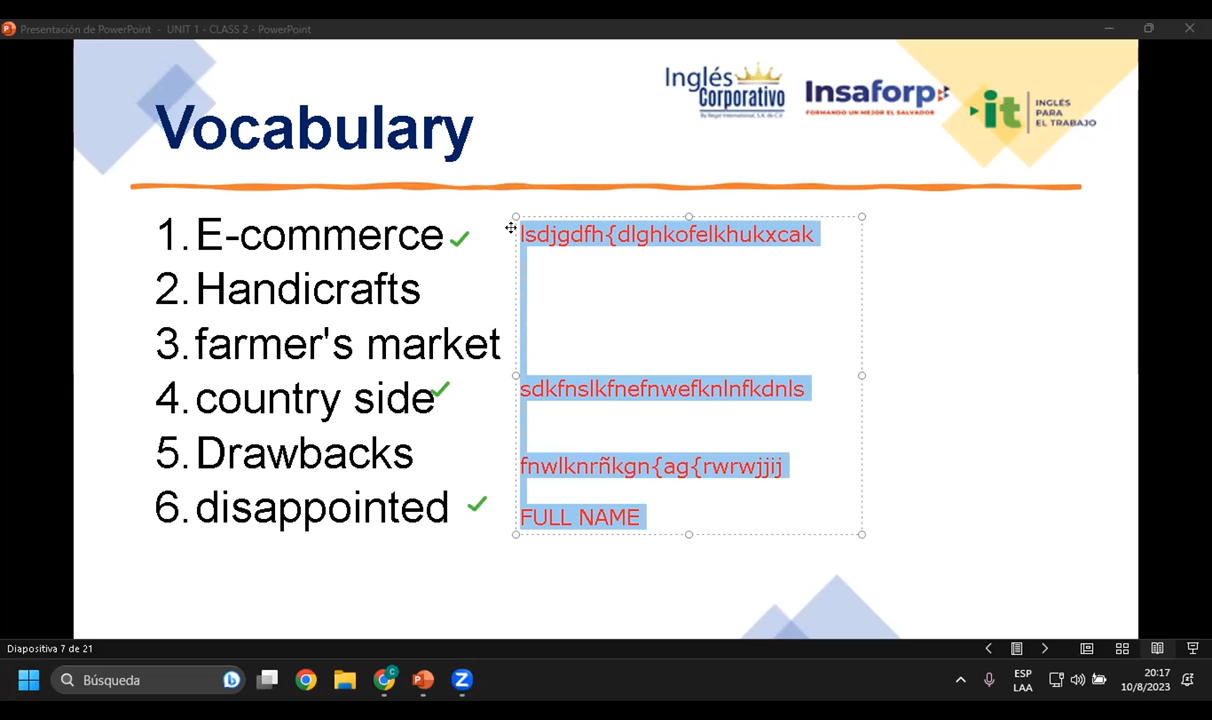 Presentación de PowerPoint - UNIT 1 - CLASS 2 - PowerPoint
Inglés
Corporativo
By Regal International, S.A. de C.V.
Insaforp
FORMANDO UN MEJOR EL SALVADOR
it
INGLÉS
PARA
EL TRABAJO
Vocabulary
1. E-commerce
2. Handicrafts
3. farmer's market
4. country side
5. Drawbacks
6. disappointed
lsdjgdfh{dlghkofelkhukxcak
sdkfnslkfnefnwefknlnfkdnls
fnwlknrñkgn{ag{rwrwjjij
FULL NAME
Diapositiva 7 de 21
Búsqueda
ESP
LAA
20:17
10/8/2023